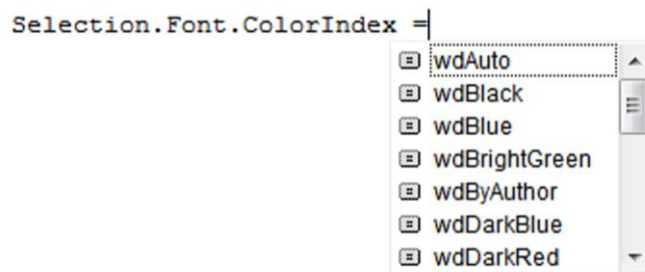 Selection.Font.ColorIndex =
wdAuto
wdBlack
wdBlue
wdBrightGreen
wdByAuthor
wdDarkBlue
wdDarkRed